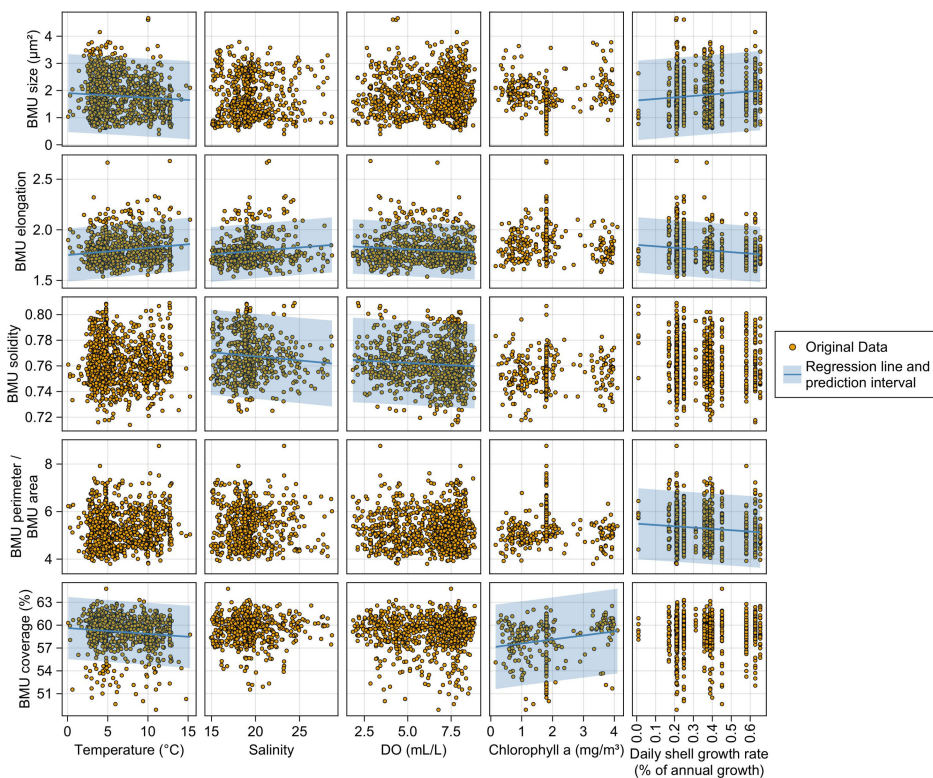 BMU size (µm²)
4
3
2
1
0
BMU elongation
2.5
2.0
1.5
BMU solidity
0.80
0.78
0.76
0.74
0.72
Original Data
Regression line and
prediction interval
BMU perimeter /
BMU area
8
6
4
BMU coverage (%)
63
60
57
54
51
0 5 10 15
15 20 25
2.5 5.0 7.5
0 1 2 3 4
0.0 0.1 0.2 0.3 0.4 0.5 0.6
Temperature (°C)
Salinity
DO (mL/L)
Chlorophyll a (mg/m³)
Daily shell growth rate
(% of annual growth)